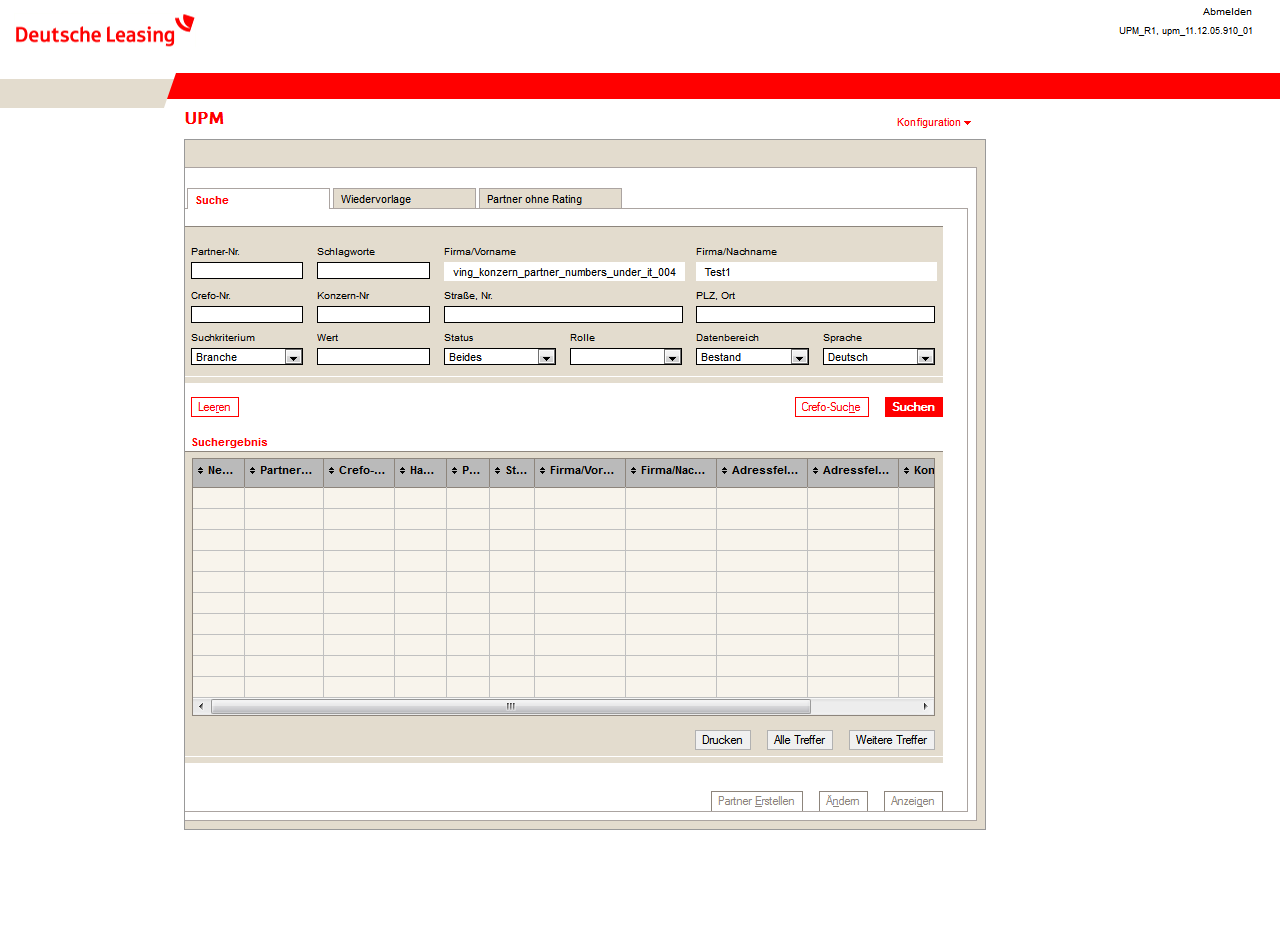 Abmelden
Deutsche Leasing
UPM_R1, upm_11.12.05.910_01
UPM
Konfiguration
Suche Wiedervorlage Partner ohne Rating
Partner-Nr. Schlagworte Firma/Vorname Firma/Nachname
ving_konzern_partner_numbers_under_it_004 Test1
Crefo-Nr. Konzern-Nr Straße, Nr. PLZ, Ort
Suchkriterium Wert Status Rolle Datenbereich Sprache
Branche Beides Bestand Deutsch
Leeren Crefo-Suche Suchen
Suchergebnis
Ne... Partner... Crefo-... Ha... P... St... Firma/Vor... Firma/Nac... Adressfel... Adressfel... Kon
Drucken Alle Treffer Weitere Treffer
Partner Erstellen Ändern Anzeigen